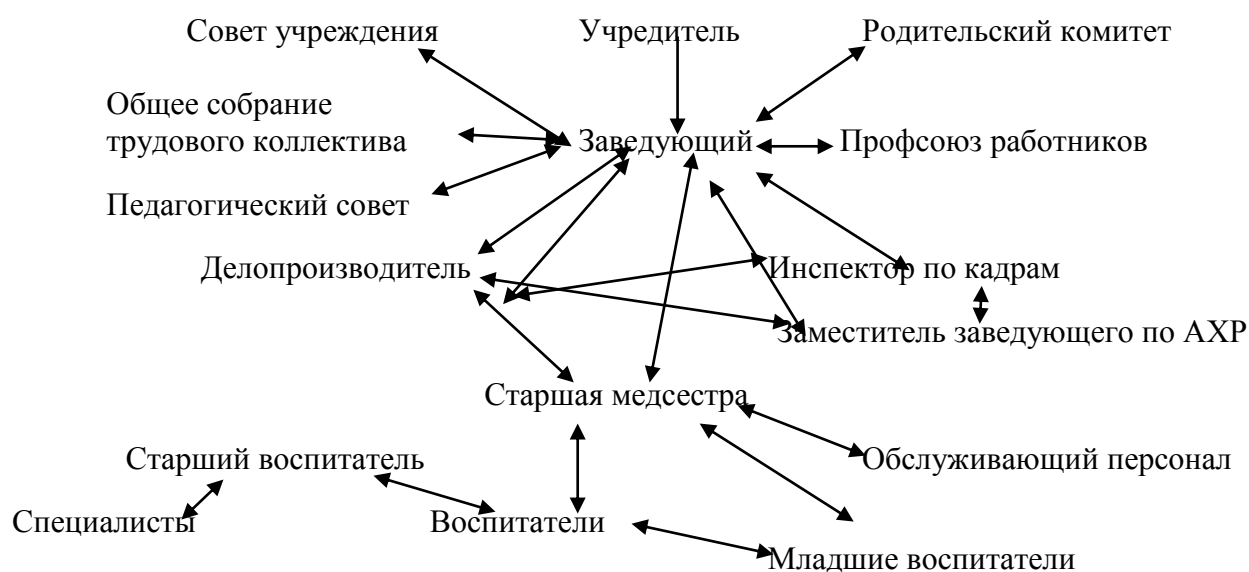 Совет учреждения Учредитель Родительский комитет
Общее собрание
трудового коллектива Заведующий Профсоюз работников
Педагогический совет
Делопроизводитель Инспектор по кадрам
Заместитель заведующего по АХР
Старшая медсестра
Старший воспитатель Обслуживающий персонал
Специалисты Воспитатели
Младшие воспитатели